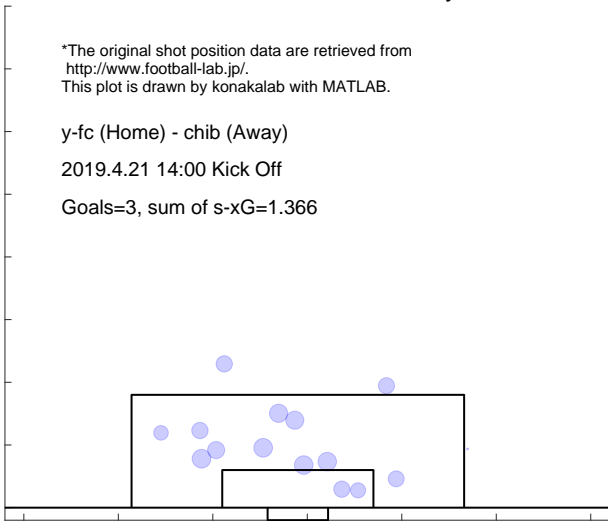 *The original shot position data are retrieved from
http://www.football-lab.jp/.
This plot is drawn by konakalab with MATLAB.
y-fc (Home) - chib (Away)
2019.4.21 14:00 Kick Off
Goals=3, sum of s-xG=1.366